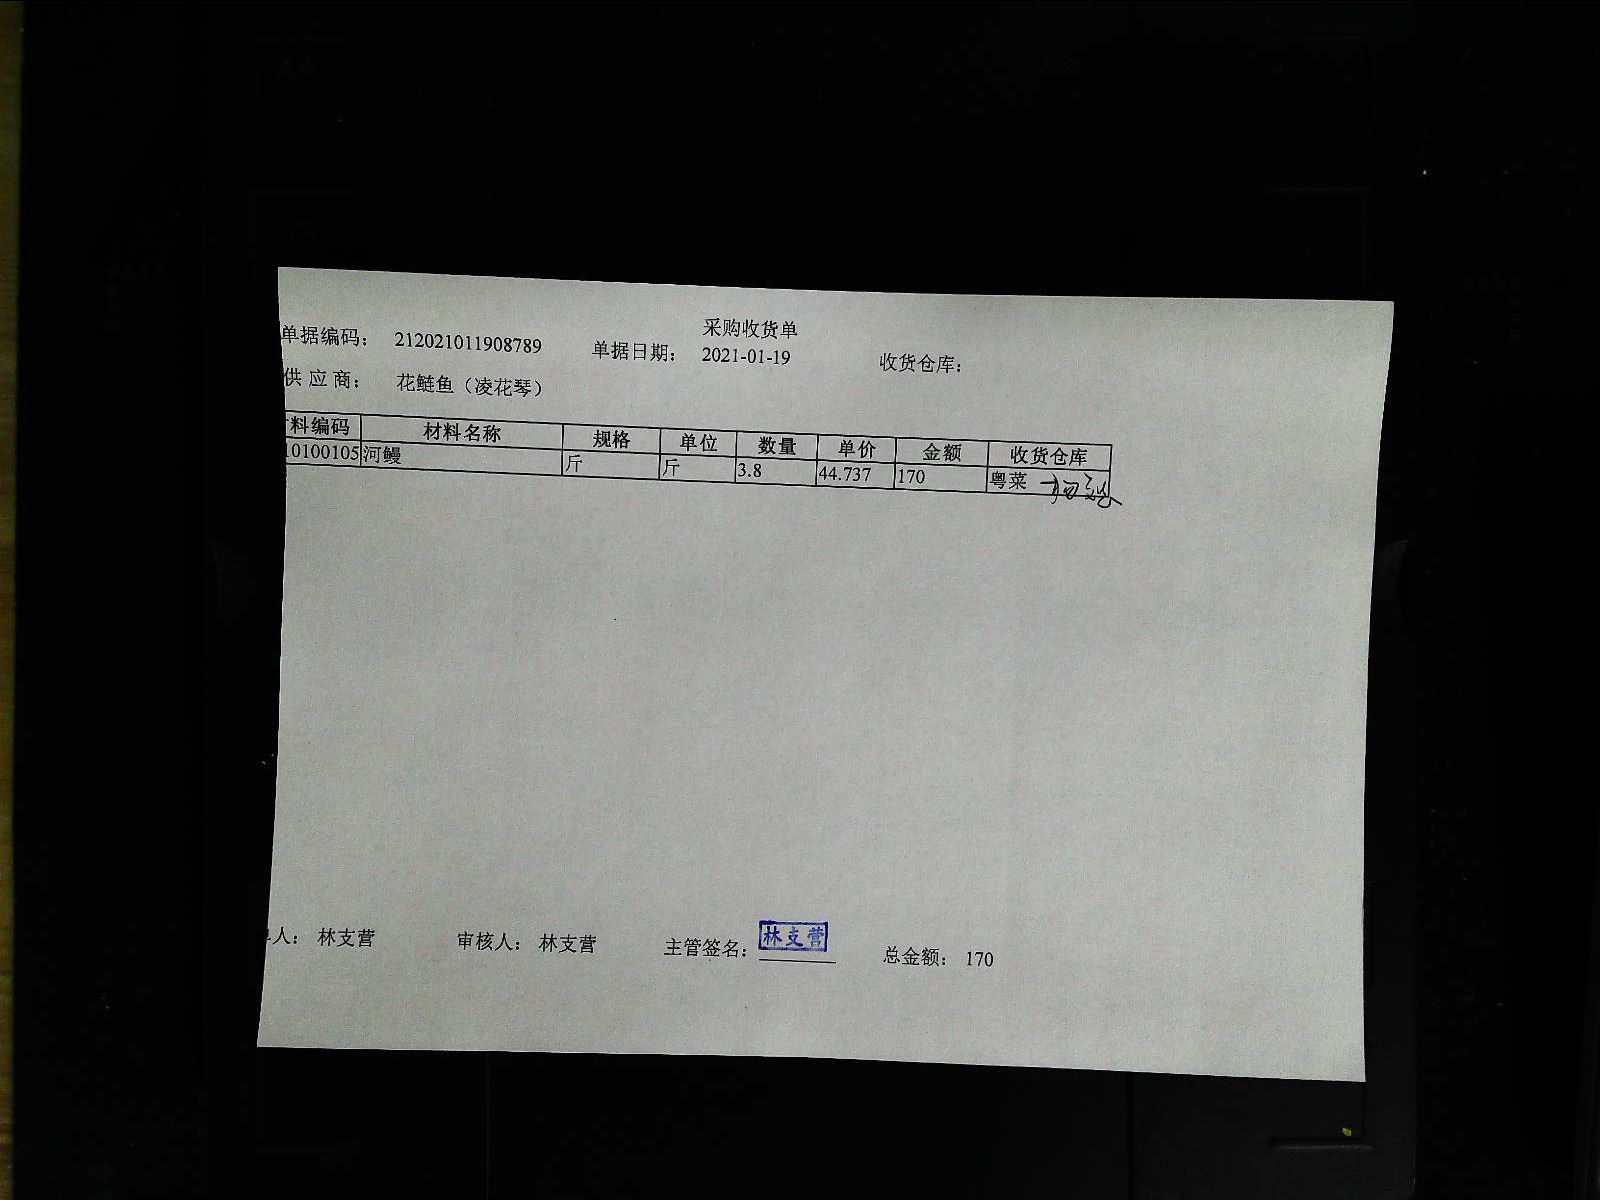 采购收货单
单据编码： 212021011908789 单据日期： 2021-01-19 收货仓库：
供应商： 花鲢鱼（凌花琴）
料编码 材料名称 规格 单位 数量 单价 金额 收货仓库
10100105 河鳗 斤 斤 3.8 44.737 170 粤菜
人： 林支营 审核人： 林支营 主管签名： 林支营 总金额： 170